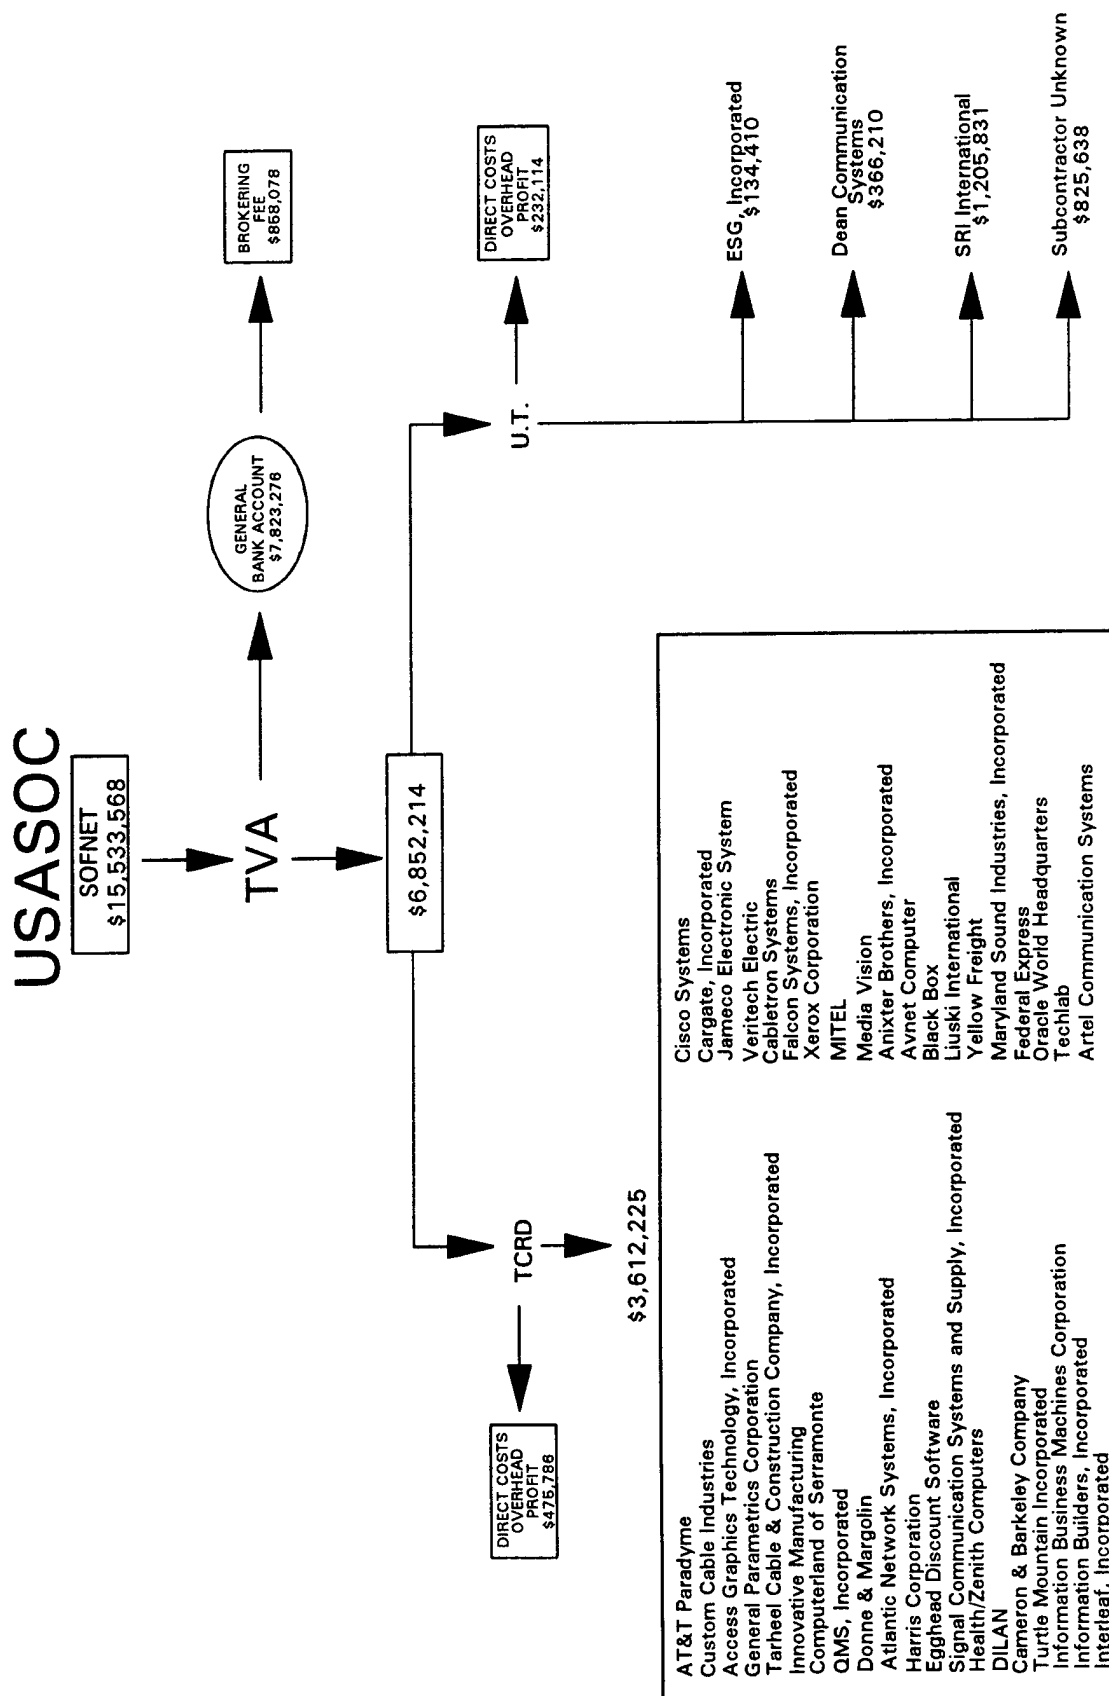 USASOC
SOFNET
$15,533,568
TVA
GENERAL
BANK ACCOUNT
$7,823,276
BROKERING
FEE
$858,078
$6,852,214
TCRD
DIRECT COSTS
OVERHEAD
PROFIT
$475,786
$3,612,225
U.T.
DIRECT COSTS
OVERHEAD
PROFIT
$232,114
ESG, Incorporated
$134,410
Dean Communication
Systems
$366,210
SRI International
$1,205,831
Subcontractor Unknown
$825,638
AT&T Paradyme
Custom Cable Industries
Access Graphics Technology, Incorporated
General Parametrics Corporation
Tarheel Cable & Construction Company, Incorporated
Innovative Manufacturing
Computerland of Serramonte
QMS, Incorporated
Donne & Margolin
Atlantic Network Systems, Incorporated
Harris Corporation
Egghead Discount Software
Signal Communication Systems and Supply, Incorporated
Health/Zenith Computers
DILAN
Cameron & Barkeley Company
Turtle Mountain Incorporated
Information Business Machines Corporation
Information Builders, Incorporated
Interleaf, Incorporated
Cisco Systems
Cargate, Incorporated
Jameco Electronic System
Veritech Electric
Cabletron Systems
Falcon Systems, Incorporated
Xerox Corporation
MITEL
Media Vision
Anixter Brothers, Incorporated
Avnet Computer
Black Box
Liuski International
Yellow Freight
Maryland Sound Industries, Incorporated
Federal Express
Oracle World Headquarters
Techlab
Artel Communication Systems